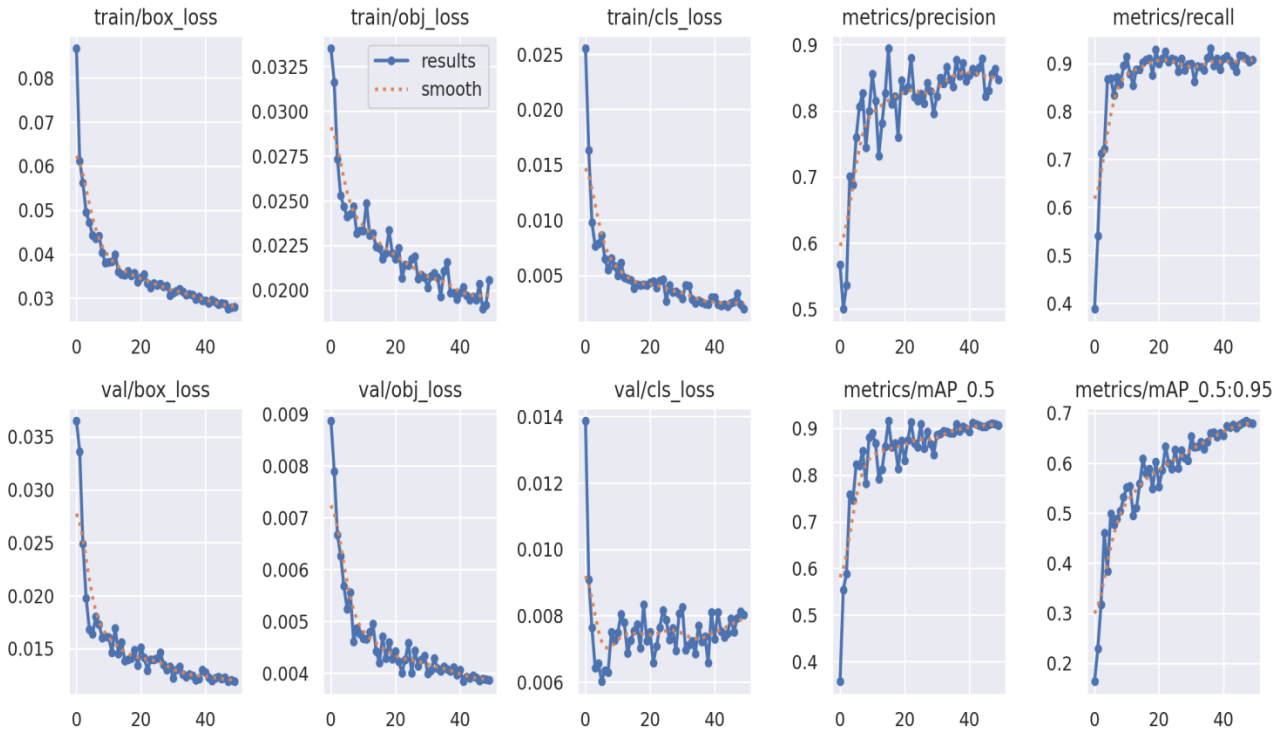 train/box_loss
0.08
0.07
0.06
0.05
0.04
0.03
0 20 40
train/obj_loss
results
smooth
0.0325
0.0300
0.0275
0.0250
0.0225
0.0200
0 20 40
train/cls_loss
0.025
0.020
0.015
0.010
0.005
0 20 40
metrics/precision
0.9
0.8
0.7
0.6
0.5
0 20 40
metrics/recall
0.9
0.8
0.7
0.6
0.5
0.4
0 20 40
val/box_loss
0.035
0.030
0.025
0.020
0.015
0 20 40
val/obj_loss
0.009
0.008
0.007
0.006
0.005
0.004
0 20 40
val/cls_loss
0.014
0.012
0.010
0.008
0.006
0 20 40
metrics/mAP_0.5
0.9
0.8
0.7
0.6
0.5
0.4
0 20 40
metrics/mAP_0.5:0.95
0.7
0.6
0.5
0.4
0.3
0.2
0 20 40